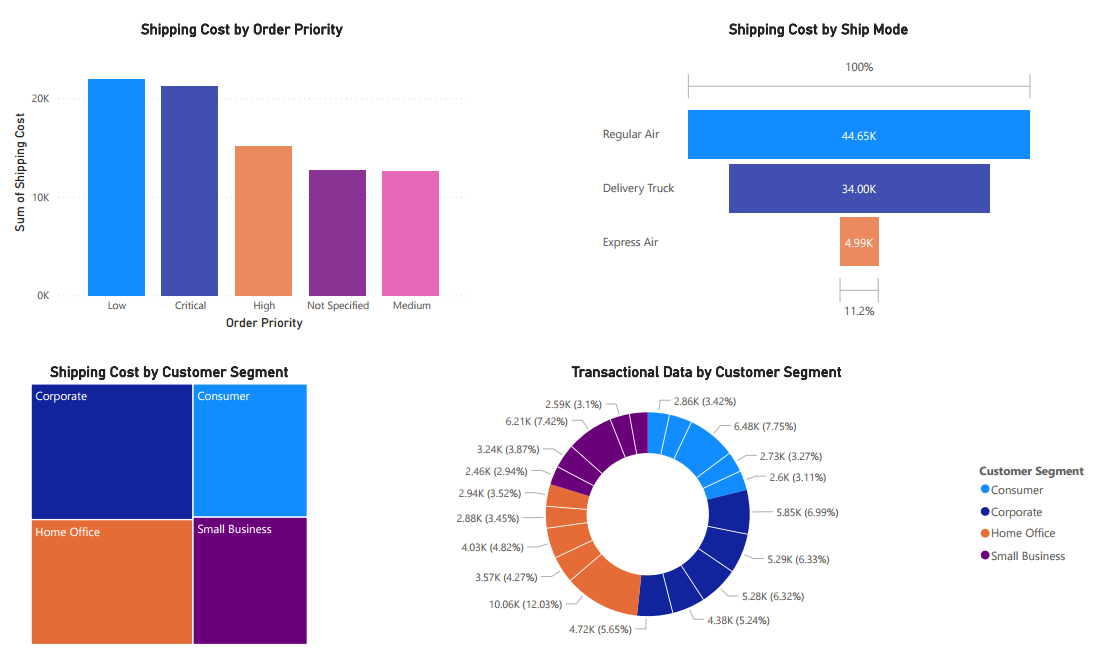 Shipping Cost by Order Priority
Sum of Shipping Cost
20K
10K
0K
Low
Critical
High
Not Specified
Medium
Order Priority
Shipping Cost by Ship Mode
100%
Regular Air
44.65K
Delivery Truck
34.00K
Express Air
4.99K
11.2%
Shipping Cost by Customer Segment
Corporate
Consumer
Home Office
Small Business
Transactional Data by Customer Segment
2.86K (3.42%)
6.48K (7.75%)
2.73K (3.27%)
2.6K (3.11%)
5.85K (6.99%)
5.29K (6.33%)
5.28K (6.32%)
4.38K (5.24%)
4.72K (5.65%)
10.06K (12.03%)
3.57K (4.27%)
4.03K (4.82%)
2.88K (3.45%)
2.94K (3.52%)
2.46K (2.94%)
3.24K (3.87%)
6.21K (7.42%)
2.59K (3.1%)
Customer Segment
Consumer
Corporate
Home Office
Small Business